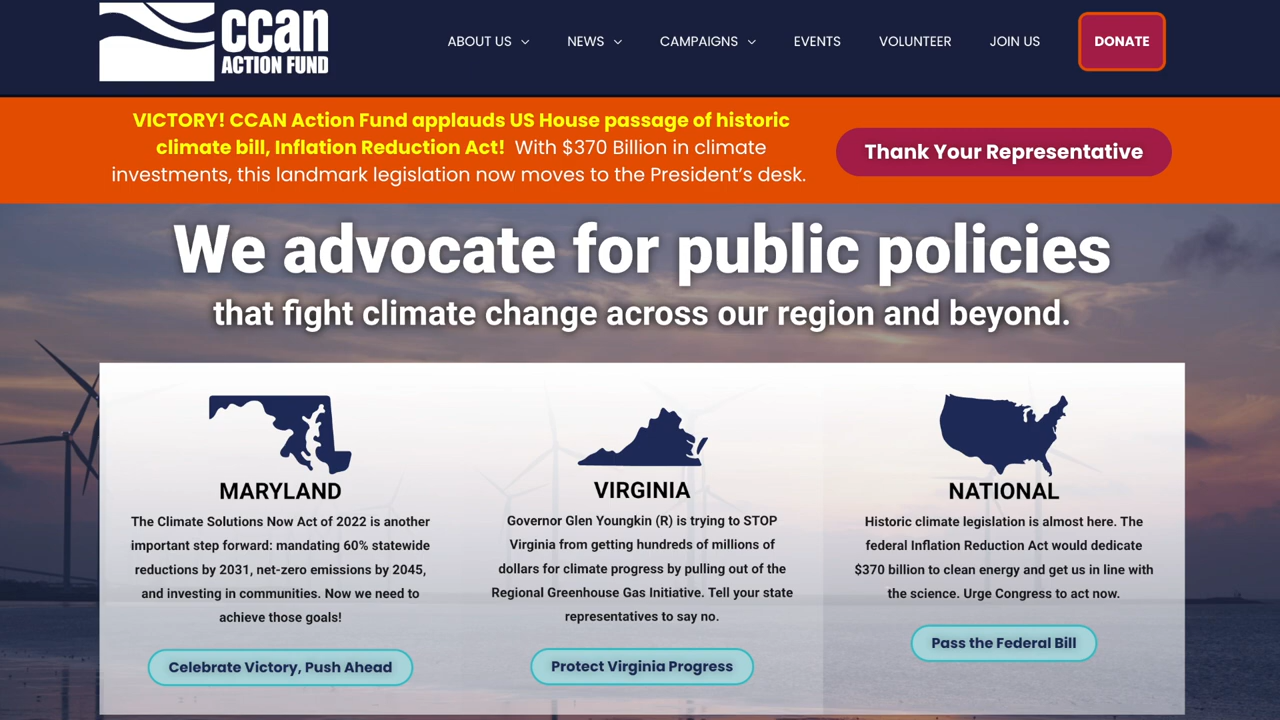 ccan
ACTION FUND
ABOUT US
NEWS
CAMPAIGNS
EVENTS
VOLUNTEER
JOIN US
DONATE
VICTORY! CCAN Action Fund applauds US House passage of historic
climate bill, Inflation Reduction Act! With $370 Billion in climate
investments, this landmark legislation now moves to the President's desk.
Thank Your Representative
We advocate for public policies
that fight climate change across our region and beyond.
MARYLAND
The Climate Solutions Now Act of 2022 is another
important step forward: mandating 60% statewide
reductions by 2031, net-zero emissions by 2045,
and investing in communities. Now we need to
achieve those goals!
Celebrate Victory, Push Ahead
VIRGINIA
Governor Glen Youngkin (R) is trying to STOP
Virginia from getting hundreds of millions of
dollars for climate progress by pulling out of the
Regional Greenhouse Gas Initiative. Tell your state
representatives to say no.
Protect Virginia Progress
NATIONAL
Historic climate legislation is almost here. The
federal Inflation Reduction Act would dedicate
$370 billion to clean energy and get us in line with
the science. Urge Congress to act now.
Pass the Federal Bill